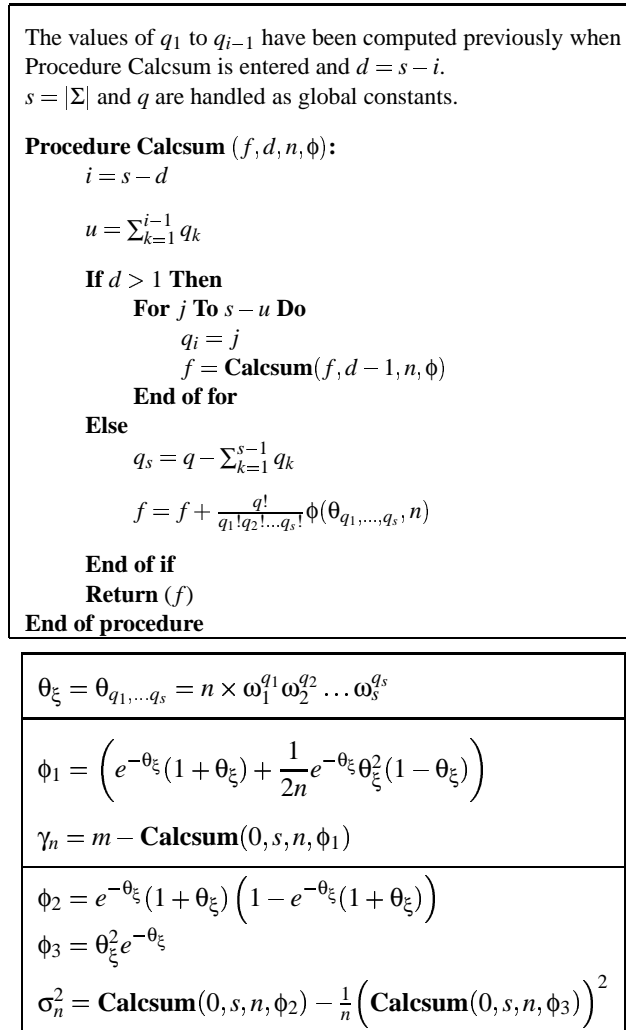 The values of q₁ to qᵢ₋₁ have been computed previously when
Procedure Calcsum is entered and d = s − i.
s = |Σ| and q are handled as global constants.
Procedure Calcsum (f, d, n, ϕ):
i = s − d
u = ∑_{k=1}^{i−1} q_k
If d > 1 Then
For j To s − u Do
q_i = j
f = Calcsum(f, d − 1, n, ϕ)
End of for
Else
q_s = q − ∑_{k=1}^{s−1} q_k
f = f + \frac{q!}{q_1!q_2!...q_s!} ϕ(θ_{q_1,...,q_s}, n)
End of if
Return (f)
End of procedure
θ_ξ = θ_{q_1,...q_s} = n × ω_1^{q_1} ω_2^{q_2} … ω_s^{q_s}
ϕ_1 = ( e^{−θ_ξ}(1 + θ_ξ) + \frac{1}{2n} e^{−θ_ξ} θ_ξ^2 (1 − θ_ξ) )
γ_n = m − Calcsum(0, s, n, ϕ_1)
ϕ_2 = e^{−θ_ξ}(1 + θ_ξ) ( 1 − e^{−θ_ξ}(1 + θ_ξ) )
ϕ_3 = θ_ξ^2 e^{−θ_ξ}
σ_n^2 = Calcsum(0, s, n, ϕ_2) − \frac{1}{n} ( Calcsum(0, s, n, ϕ_3) )^2